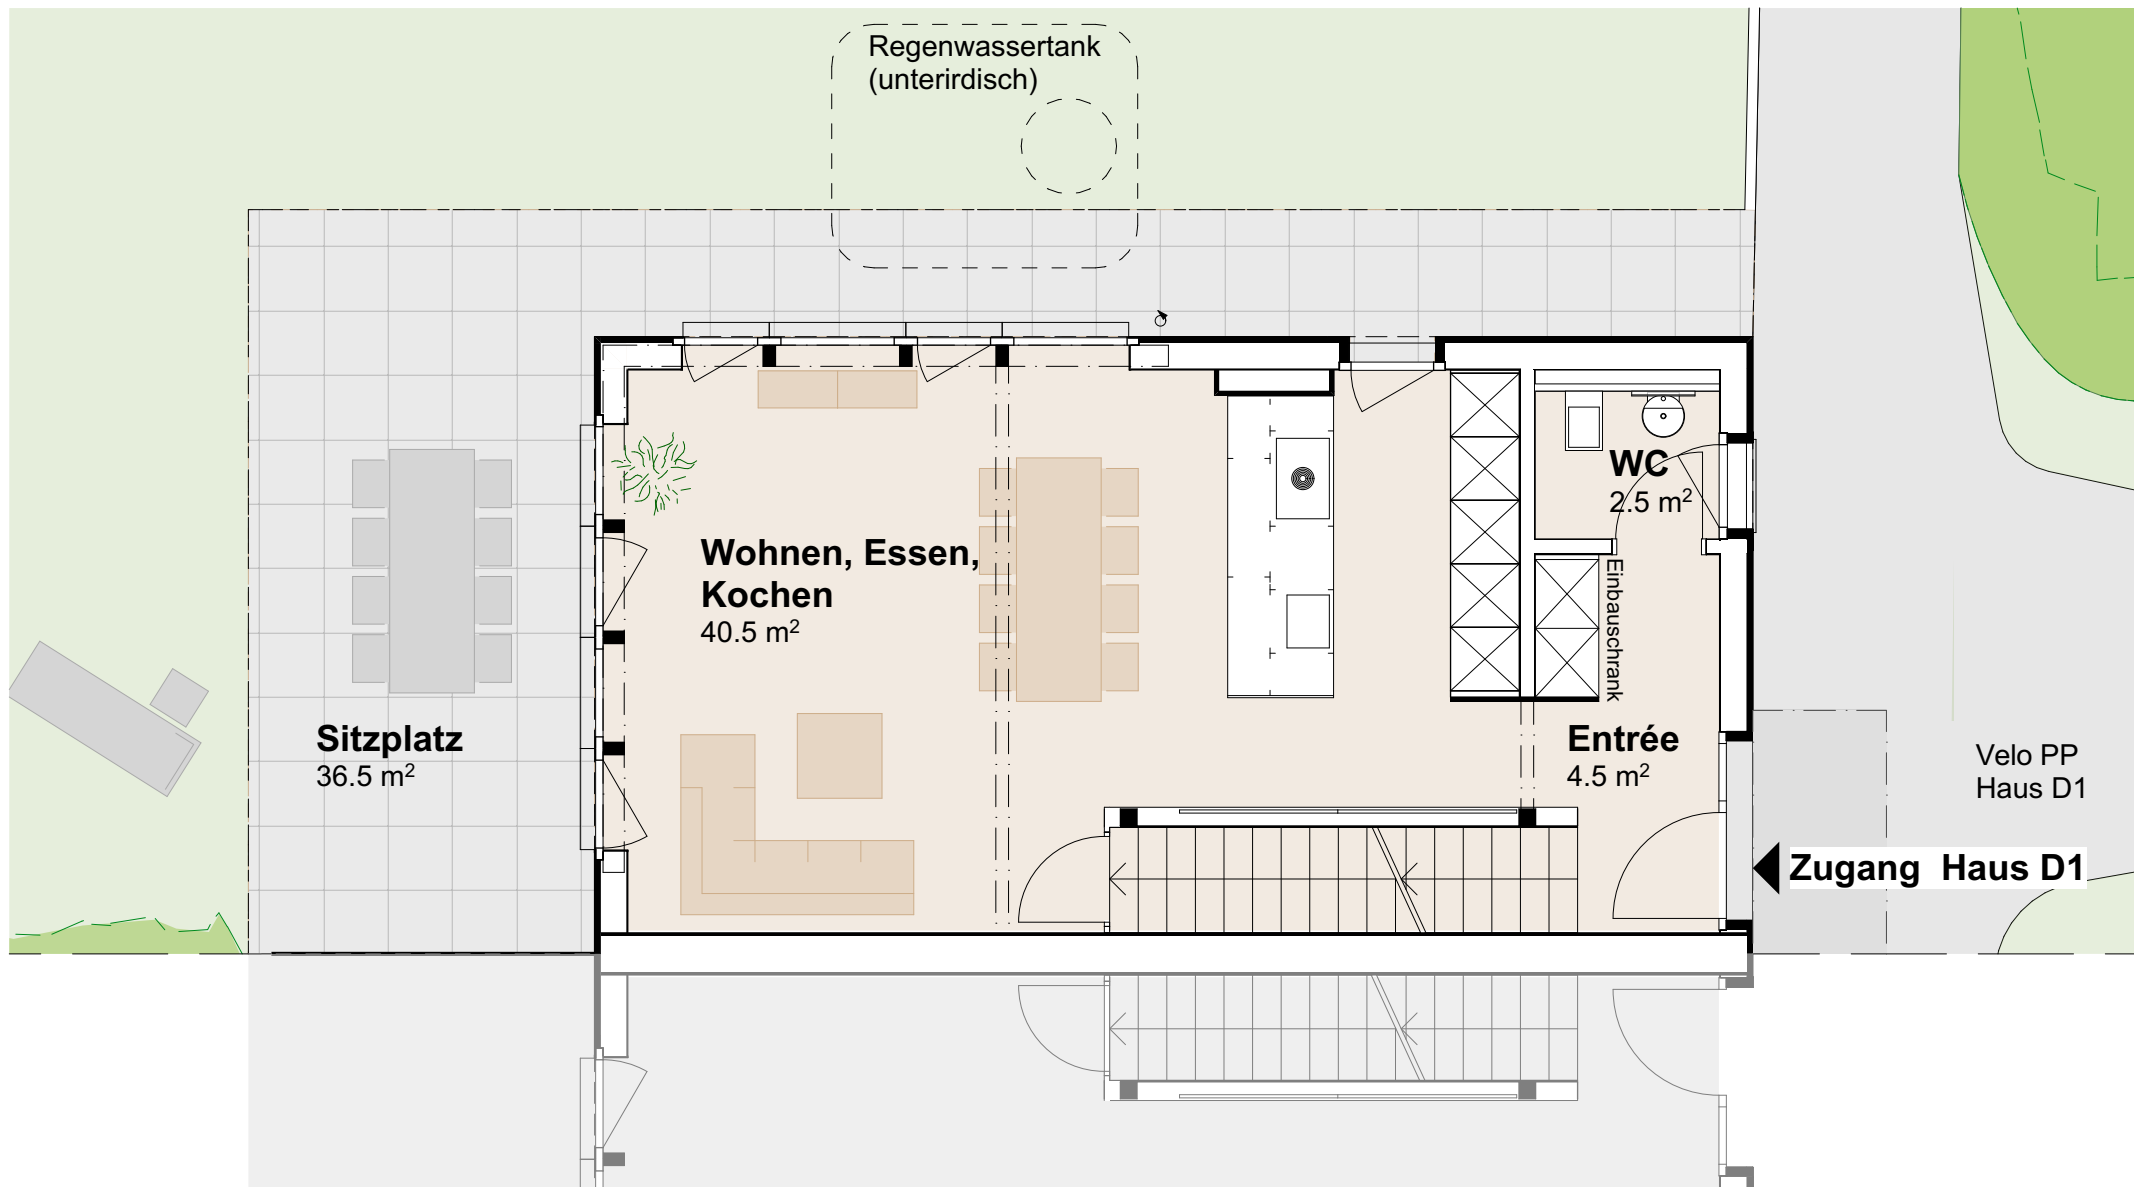 Regenwassertank
(unterirdisch)
WC
2.5 m²
Wohnen, Essen,
Kochen
40.5 m²
Einbauschrank
Sitzplatz
36.5 m²
Entrée
4.5 m²
Velo PP
Haus D1
Zugang Haus D1